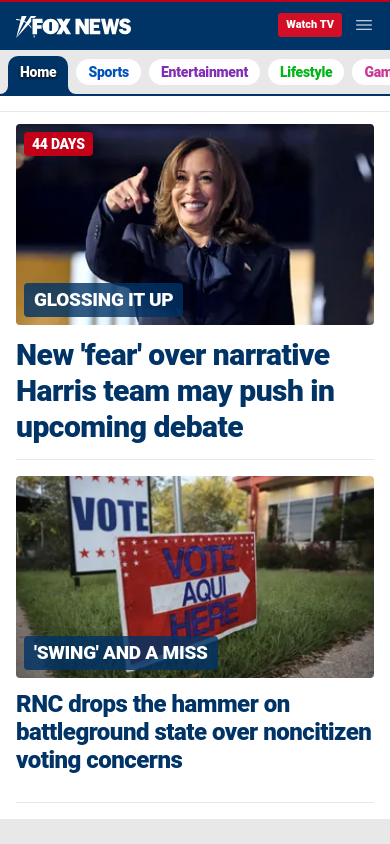 FOX NEWS
Watch TV
Home Sports Entertainment Lifestyle Gam
44 DAYS
GLOSSING IT UP
New 'fear' over narrative
Harris team may push in
upcoming debate
VOTE
VOTE
AQUI
HERE
'SWING' AND A MISS
RNC drops the hammer on
battleground state over noncitizen
voting concerns